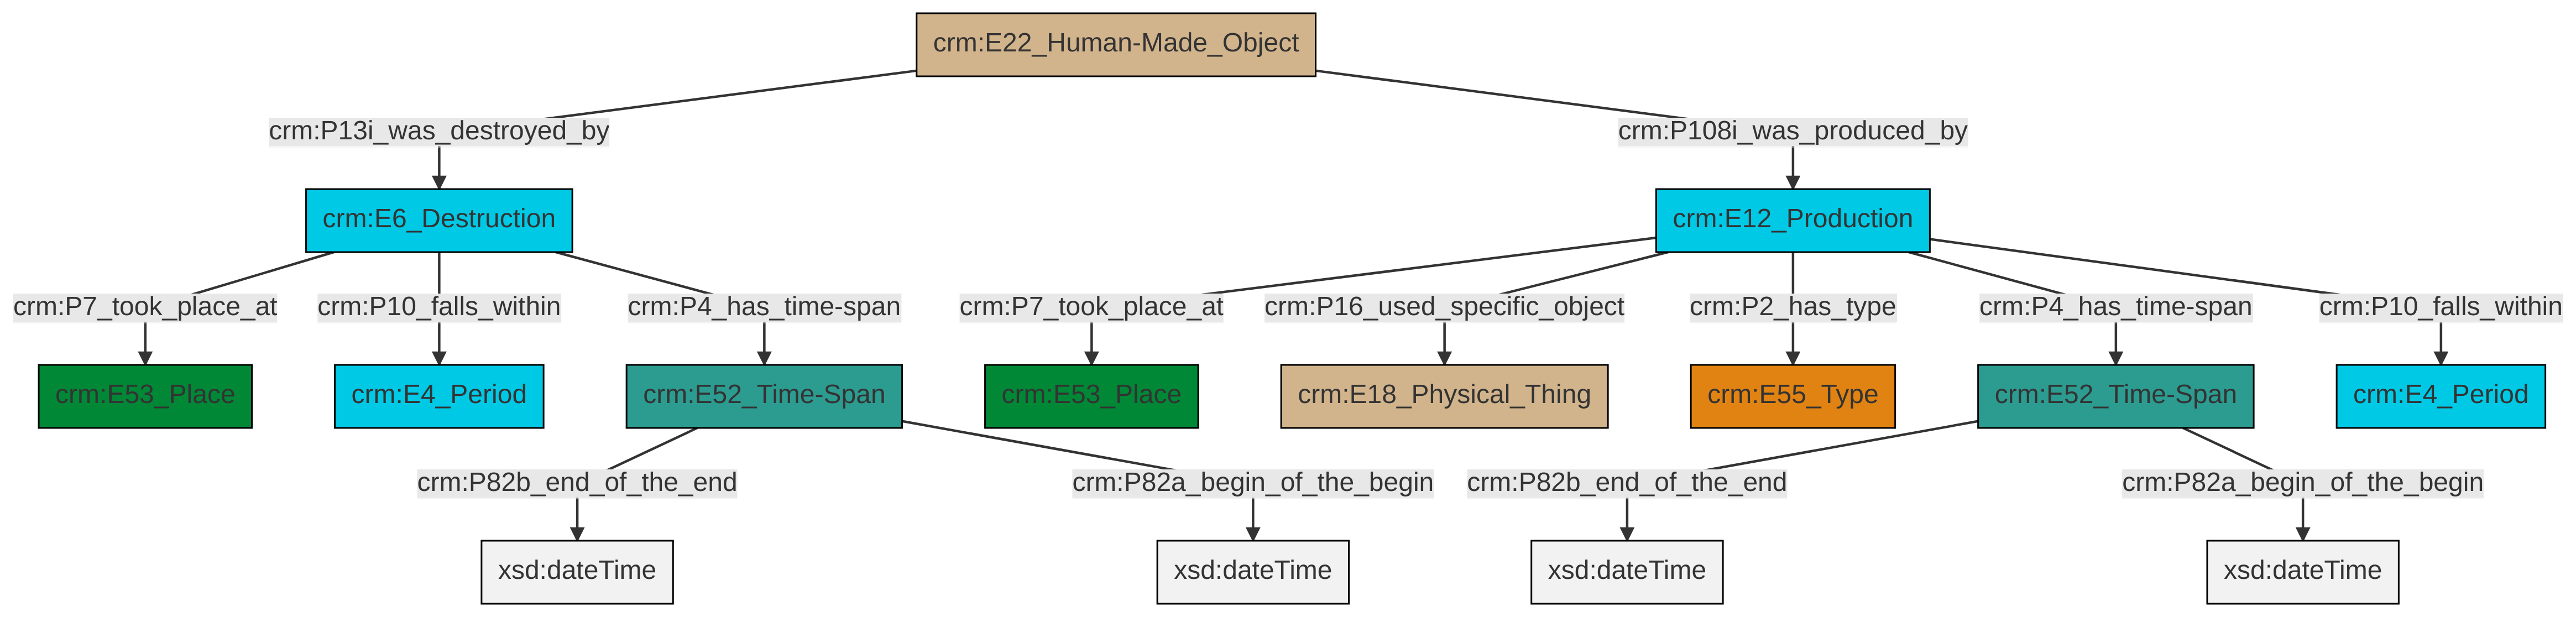 crm:E22_Human-Made_Object
crm:P13i_was_destroyed_by
crm:P108i_was_produced_by
crm:E6_Destruction
crm:E12_Production
crm:P7_took_place_at
crm:P10_falls_within
crm:P4_has_time-span
crm:P7_took_place_at
crm:P16_used_specific_object
crm:P2_has_type
crm:P4_has_time-span
crm:P10_falls_within
crm:E53_Place
crm:E4_Period
crm:E52_Time-Span
crm:E53_Place
crm:E18_Physical_Thing
crm:E55_Type
crm:E52_Time-Span
crm:E4_Period
crm:P82b_end_of_the_end
crm:P82a_begin_of_the_begin
crm:P82b_end_of_the_end
crm:P82a_begin_of_the_begin
xsd:dateTime
xsd:dateTime
xsd:dateTime
xsd:dateTime